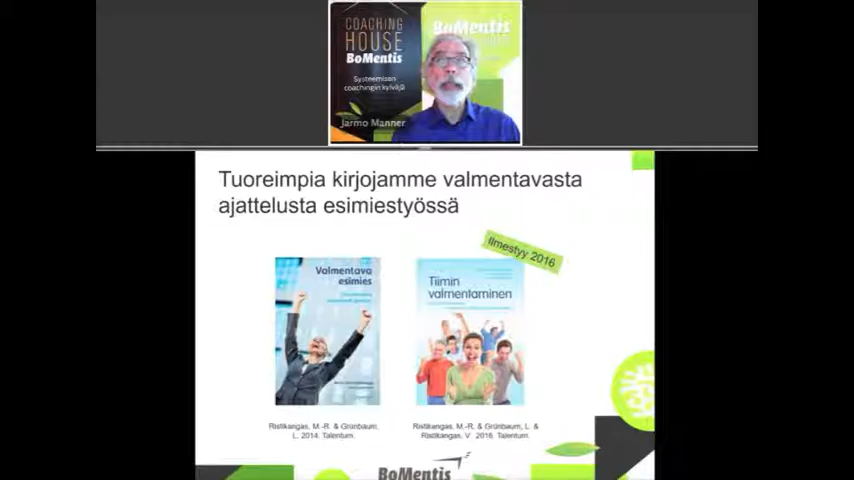 COACHING
HOUSE
BoMentis
Systeemisen
coachingin kylväjä
BoMentis
Jarmo Manner
Tuoreimpia kirjojamme valmentavasta
ajattelusta esimiestyössä
Ilmestyy 2016
Valmentava
esimies
Tiimin
valmentaminen
Ristikangas, M.-R. & Grünbaum,
L. 2014. Talentum.
Ristikangas, M.-R. & Grünbaum, L. &
Ristikangas, V. 2016. Talentum.
BoMentis